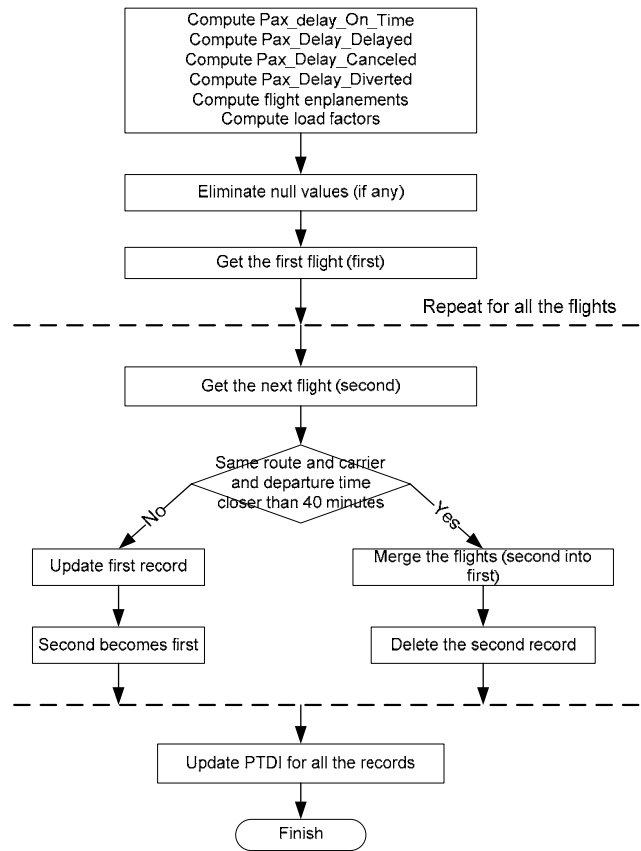 Compute Pax_delay_On_Time
Compute Pax_Delay_Delayed
Compute Pax_Delay_Canceled
Compute Pax_Delay_Diverted
Compute flight enplanements
Compute load factors
Eliminate null values (if any)
Get the first flight (first)
Repeat for all the flights
Get the next flight (second)
Same route and carrier
and departure time
closer than 40 minutes
No
Yes
Update first record
Merge the flights (second into
first)
Second becomes first
Delete the second record
Update PTDI for all the records
Finish